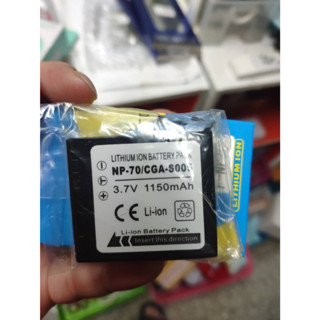 LITHIUM ION BATTERY PACK
NP-70/CGA-S005
3.7V 1150mAh
CE Li-ion
Li-ion Battery Pack
Insert this direction
LITHIUM ION